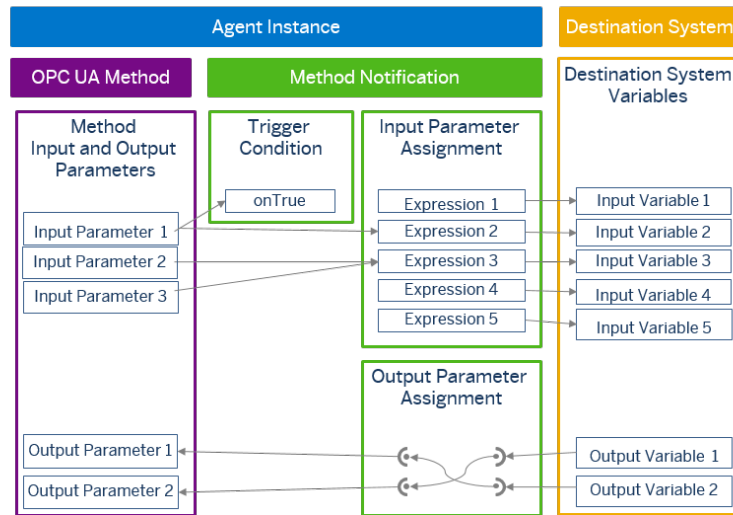 Agent Instance
Destination System
OPC UA Method
Method Notification
Destination System
Variables
Method
Input and Output
Parameters
Trigger
Condition
Input Parameter
Assignment
onTrue
Expression 1
Input Variable 1
Input Parameter 1
Expression 2
Input Variable 2
Input Parameter 2
Expression 3
Input Variable 3
Input Parameter 3
Expression 4
Input Variable 4
Expression 5
Input Variable 5
Output Parameter
Assignment
Output Parameter 1
Output Variable 1
Output Parameter 2
Output Variable 2